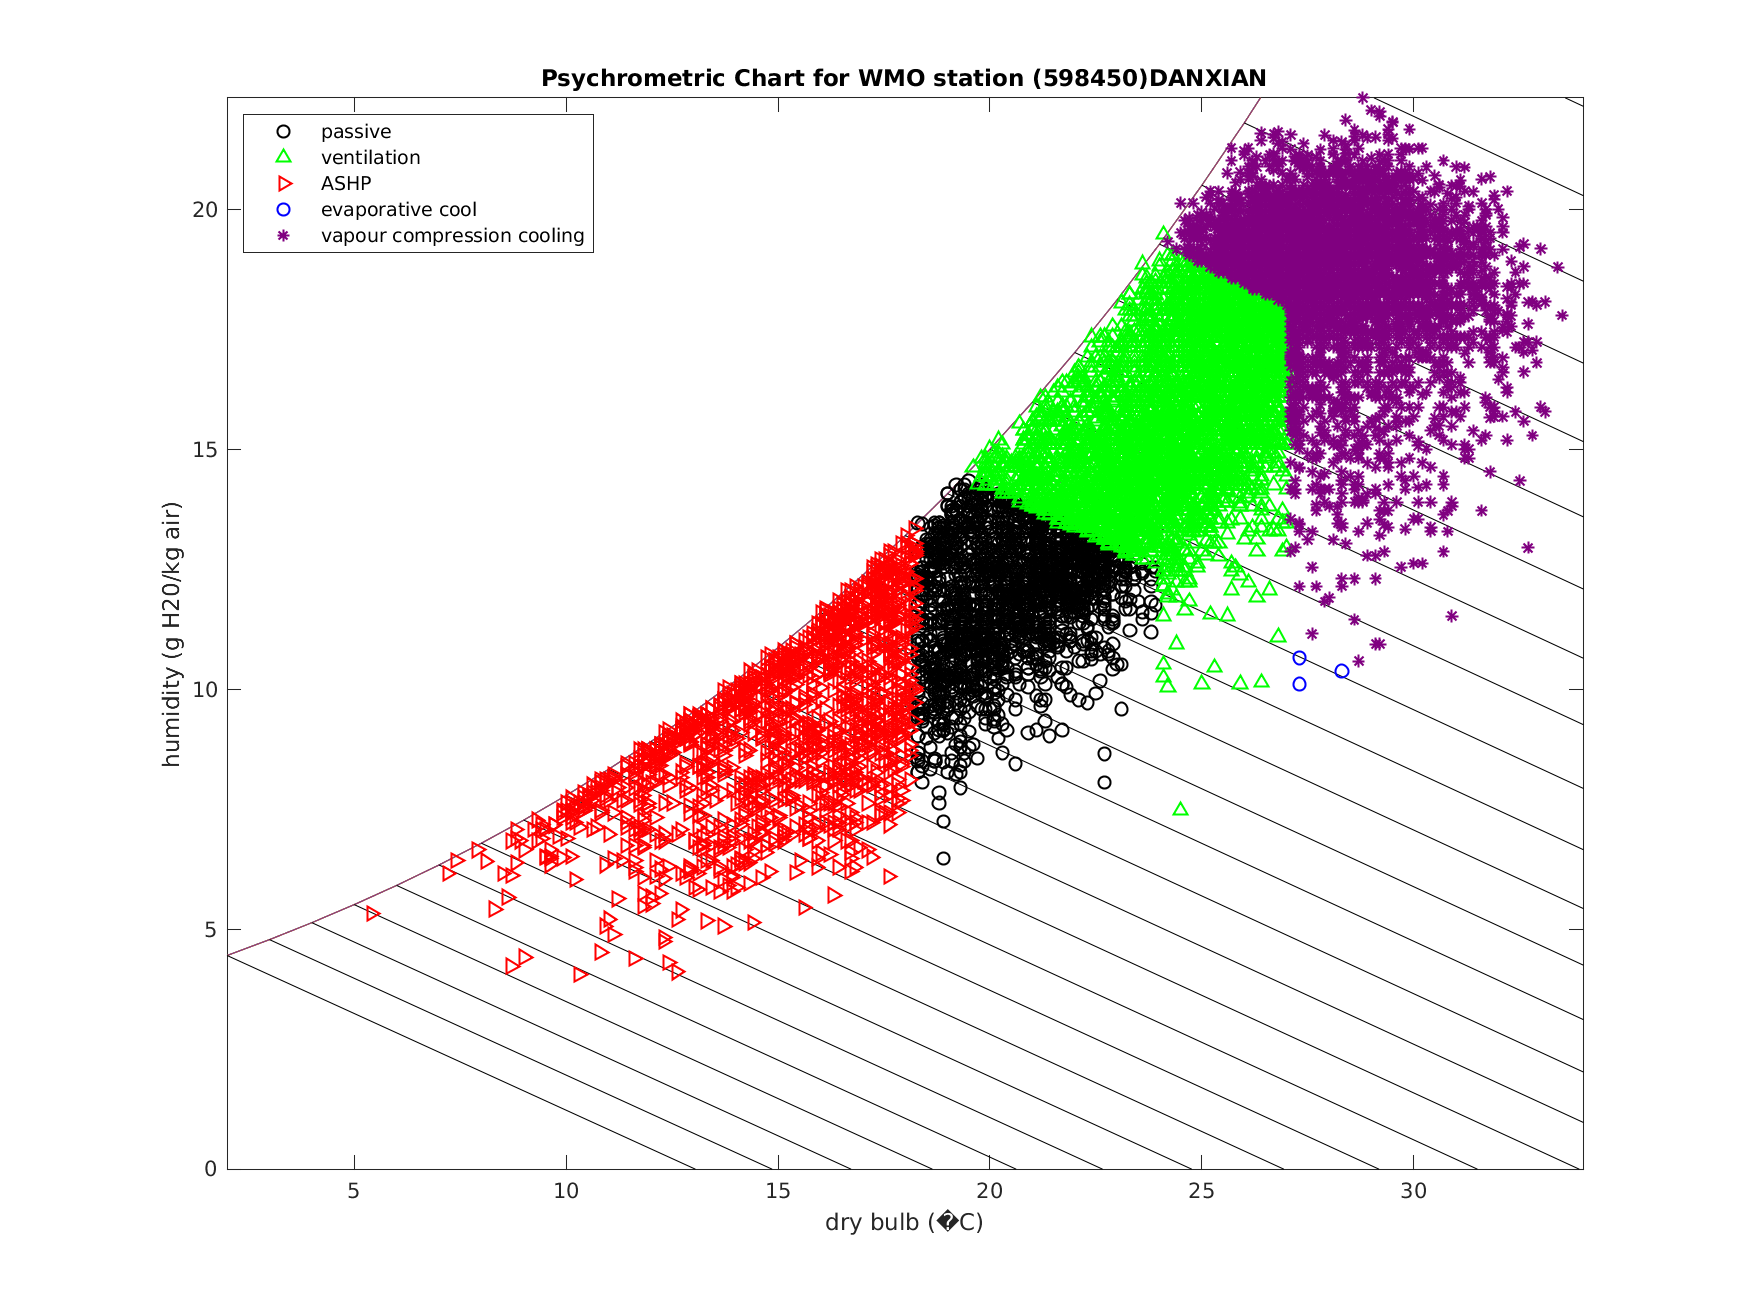 Psychrometric Chart for WMO station (598450)DANXIAN
passive
ventilation
ASHP
evaporative cool
vapour compression cooling
humidity (g H20/kg air)
20
15
10
5
0
5 10 15 20 25 30
dry bulb (�C)